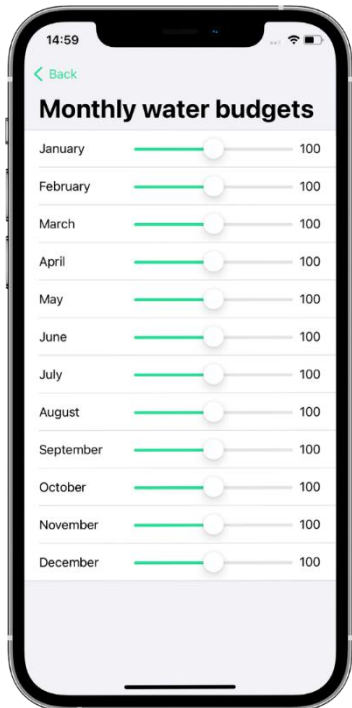 14:59
Back
Monthly water budgets
January 100
February 100
March 100
April 100
May 100
June 100
July 100
August 100
September 100
October 100
November 100
December 100